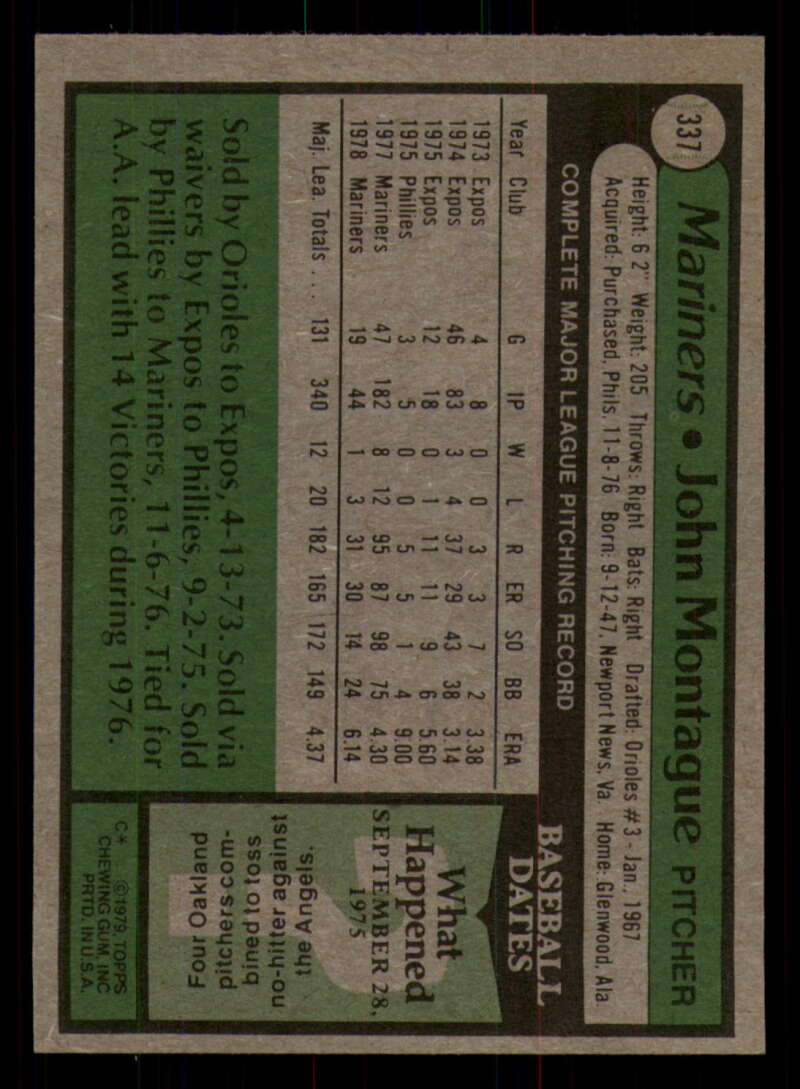 337
Mariners • John Montague PITCHER
Height: 6 2" Weight: 205 Throws: Right Bats: Right Drafted: Orioles #3 - Jan., 1967
Acquired: Purchased, Phils 11-8-76 Born: 9-12-47, Newport News, Va. Home: Glenwood, Ala.
COMPLETE MAJOR LEAGUE PITCHING RECORD
Year Club G IP W L R ER SO BB ERA
1973 Expos 4 8 0 0 3 3 7 2 3.38
1974 Expos 46 83 3 4 37 29 43 38 3.14
1975 Expos 12 18 0 1 11 11 9 6 5.60
1975 Phillies 3 5 0 0 5 5 1 4 9.00
1977 Mariners 47 182 8 12 95 87 98 75 4.30
1978 Mariners 19 44 1 3 31 30 14 24 6.14
Maj. Lea. Totals . . . 131 340 12 20 182 165 172 149 4.37
Sold by Orioles to Expos, 4-13-73. Sold via
waivers by Expos to Phillies, 9-2-75. Sold
by Phillies to Mariners, 11-6-76. Tied for
A.A. lead with 14 Victories during 1976.
BASEBALL
DATES
What
Happened
SEPTEMBER 28,
1975
Four Oakland
pitchers com-
bined to toss
no-hitter against
the Angels.
C* ©1979 TOPPS
CHEWING GUM, INC
PRTD. IN U.S.A.